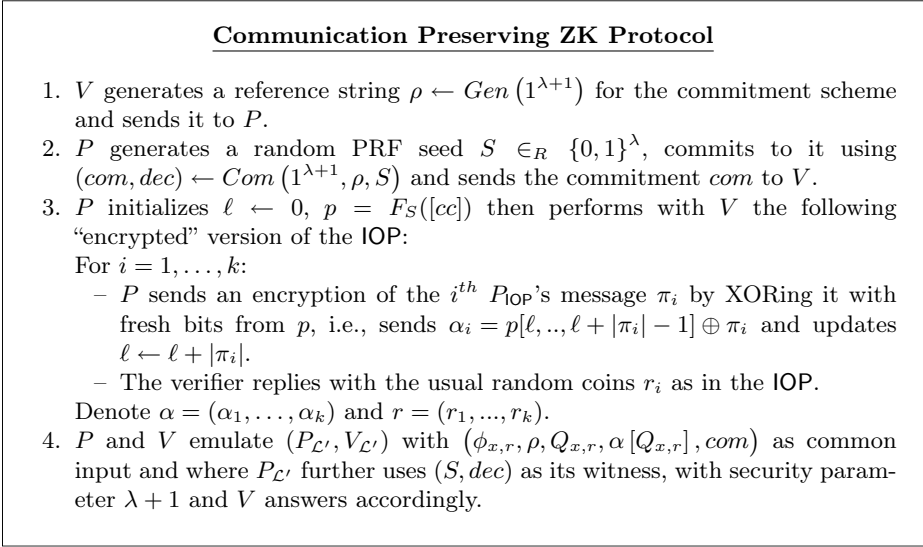 Communication Preserving ZK Protocol
1. V generates a reference string ρ ← Gen (1^{λ+1}) for the commitment scheme
and sends it to P.
2. P generates a random PRF seed S ∈_R {0, 1}^λ, commits to it using
(com, dec) ← Com (1^{λ+1}, ρ, S) and sends the commitment com to V.
3. P initializes ℓ ← 0, p = F_S([cc]) then performs with V the following
“encrypted” version of the IOP:
For i = 1, . . . , k:
– P sends an encryption of the i^{th} P_{IOP}’s message π_i by XORing it with
fresh bits from p, i.e., sends α_i = p[ℓ, .., ℓ + |π_i| − 1] ⊕ π_i and updates
ℓ ← ℓ + |π_i|.
– The verifier replies with the usual random coins r_i as in the IOP.
Denote α = (α_1, . . . , α_k) and r = (r_1, ..., r_k).
4. P and V emulate (P_{L′}, V_{L′}) with (ϕ_{x,r}, ρ, Q_{x,r}, α [Q_{x,r}] , com) as common
input and where P_{L′} further uses (S, dec) as its witness, with security param-
eter λ + 1 and V answers accordingly.